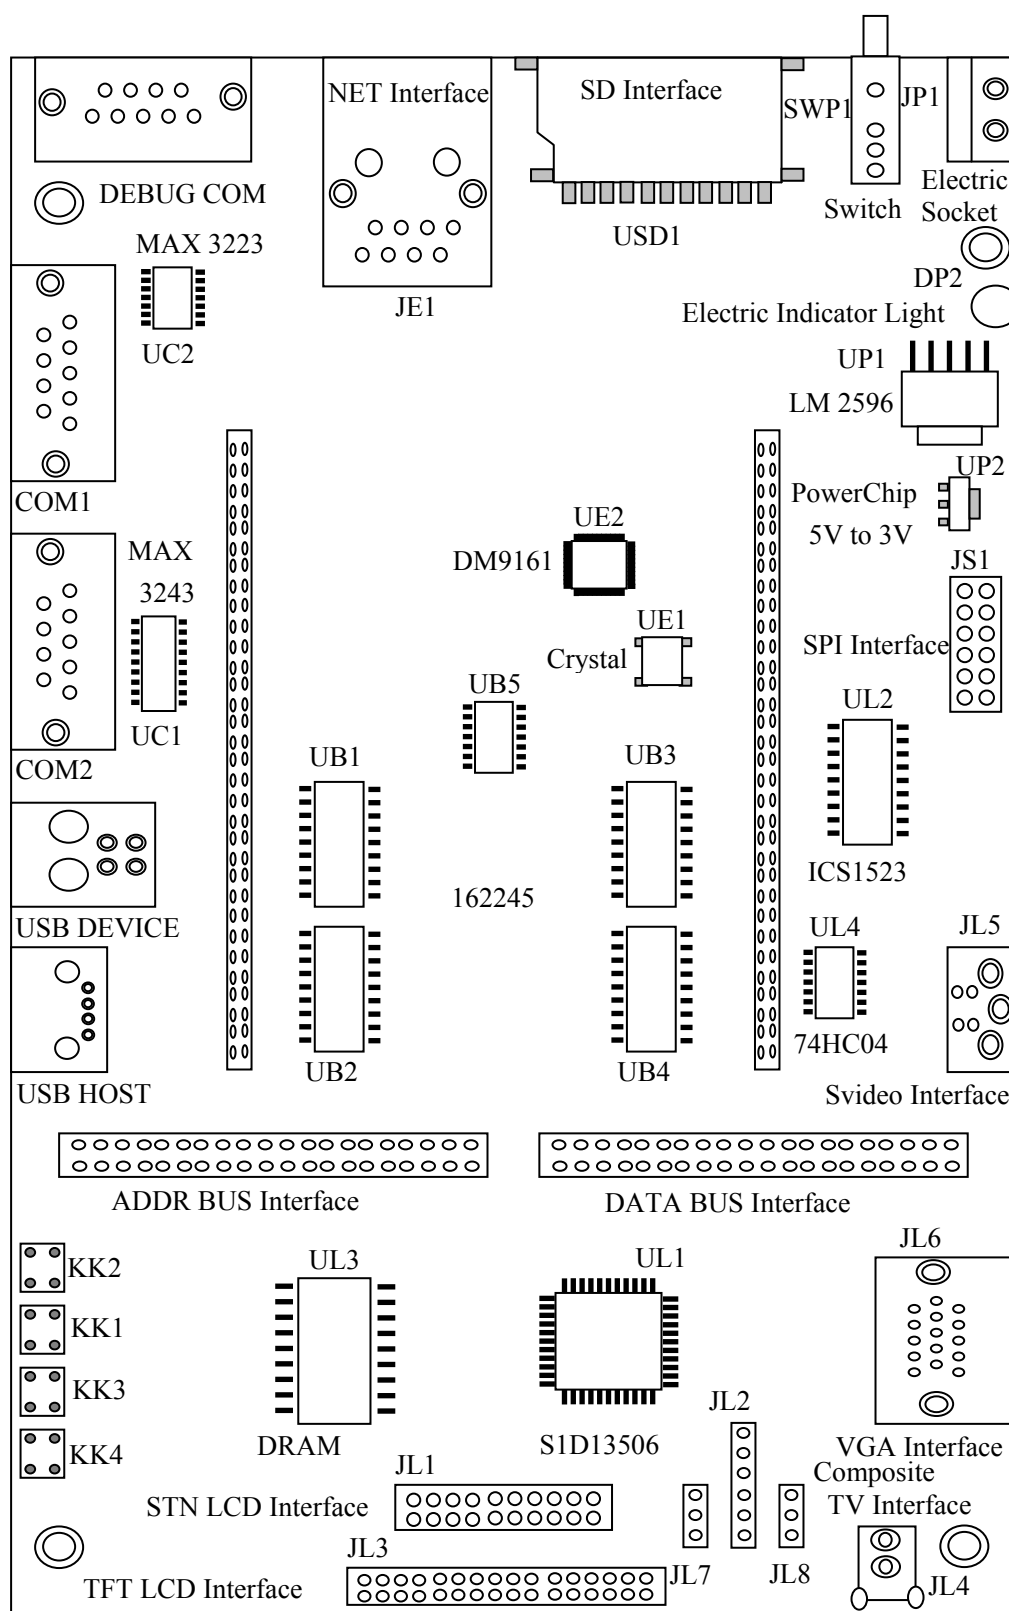 NET Interface
SD Interface
SWP1
JP1
DEBUG COM
Electric
Socket
Switch
USD1
MAX 3223
DP2
JE1
Electric Indicator Light
UC2
UP1
LM 2596
UP2
COM1
PowerChip
5V to 3V
UE2
MAX
3243
DM9161
JS1
UE1
SPI Interface
Crystal
UB5
UL2
UC1
COM2
UB1
UB3
ICS1523
162245
USB DEVICE
UL4
JL5
74HC04
UB2
UB4
USB HOST
Svideo Interface
ADDR BUS Interface
DATA BUS Interface
JL6
KK2
UL3
UL1
KK1
KK3
JL2
KK4
DRAM
S1D13506
VGA Interface
JL1
Composite
TV Interface
STN LCD Interface
JL3
JL7
JL8
JL4
TFT LCD Interface